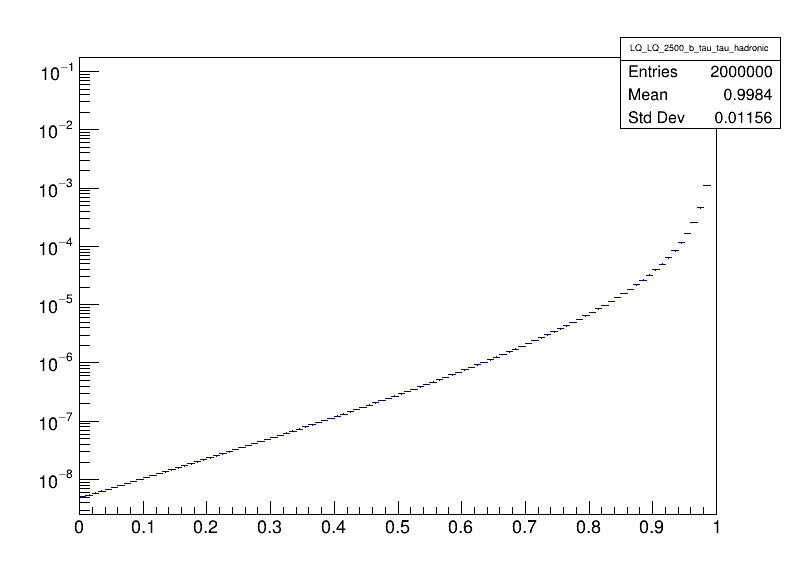 LQ_LQ_2500_b_tau_tau_hadronic
Entries 2000000
Mean 0.9984
Std Dev 0.01156
10⁻¹
10⁻²
10⁻³
10⁻⁴
10⁻⁵
10⁻⁶
10⁻⁷
10⁻⁸
0 0.1 0.2 0.3 0.4 0.5 0.6 0.7 0.8 0.9 1